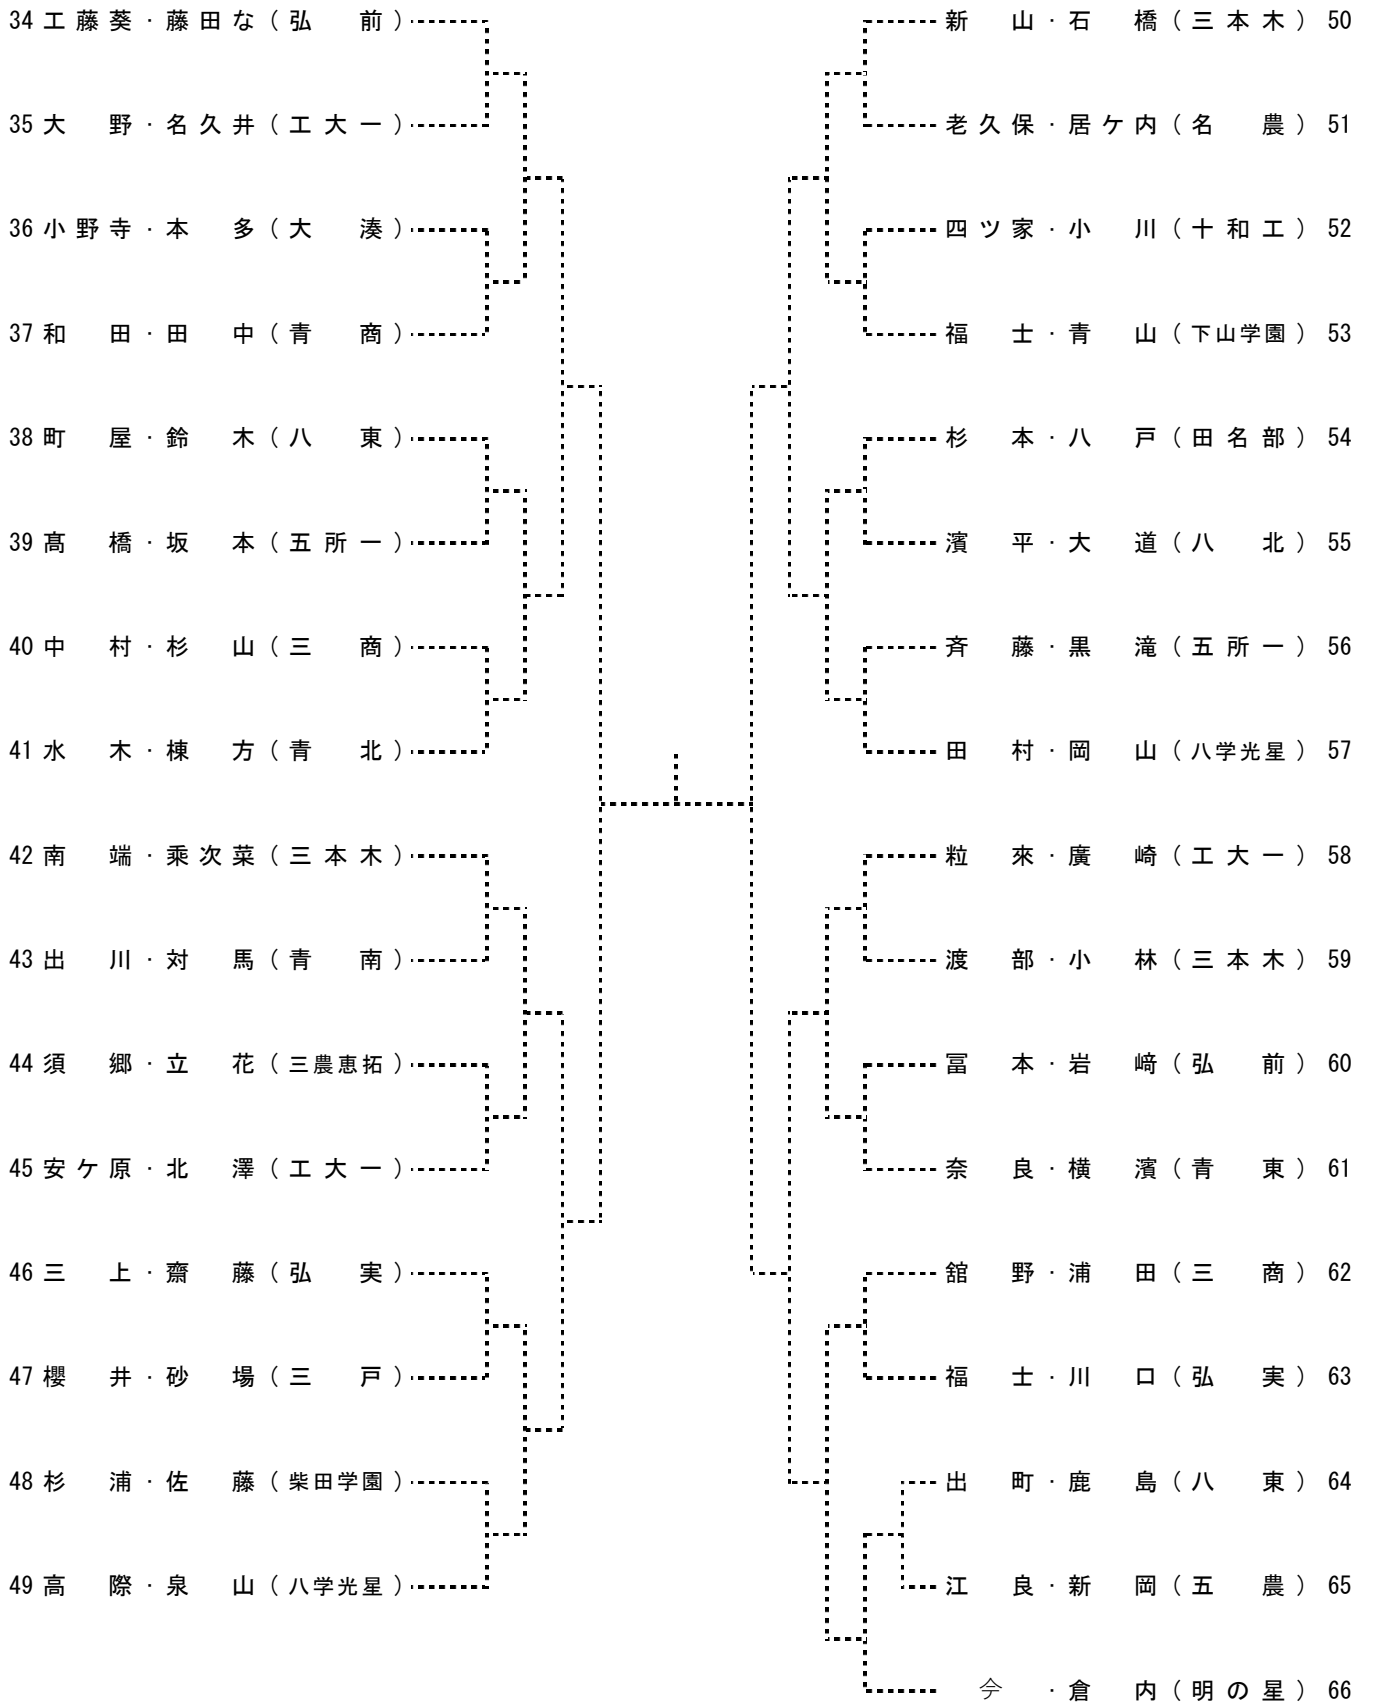 34 工藤葵・藤田な（弘前）
35 大野・名久井（工大一）
36 小野寺・本多（大湊）
37 和田・田中（青商）
38 町屋・鈴木（八東）
39 髙橋・坂本（五所一）
40 中村・杉山（三商）
41 水木・棟方（青北）
42 南端・乘次菜（三本木）
43 出川・対馬（青南）
44 須郷・立花（三農恵拓）
45 安ケ原・北澤（工大一）
46 三上・齋藤（弘実）
47 櫻井・砂場（三戸）
48 杉浦・佐藤（柴田学園）
49 高際・泉山（八学光星）
新山・石橋（三本木） 50
老久保・居ケ内（名農） 51
四ツ家・小川（十和工） 52
福士・青山（下山学園） 53
杉本・八戸（田名部） 54
濱平・大道（八北） 55
斉藤・黒滝（五所一） 56
田村・岡山（八学光星） 57
粒來・廣崎（工大一） 58
渡部・小林（三本木） 59
冨本・岩﨑（弘前） 60
奈良・横濱（青東） 61
舘野・浦田（三商） 62
福士・川口（弘実） 63
出町・鹿島（八東） 64
江良・新岡（五農） 65
今・倉内（明の星） 66